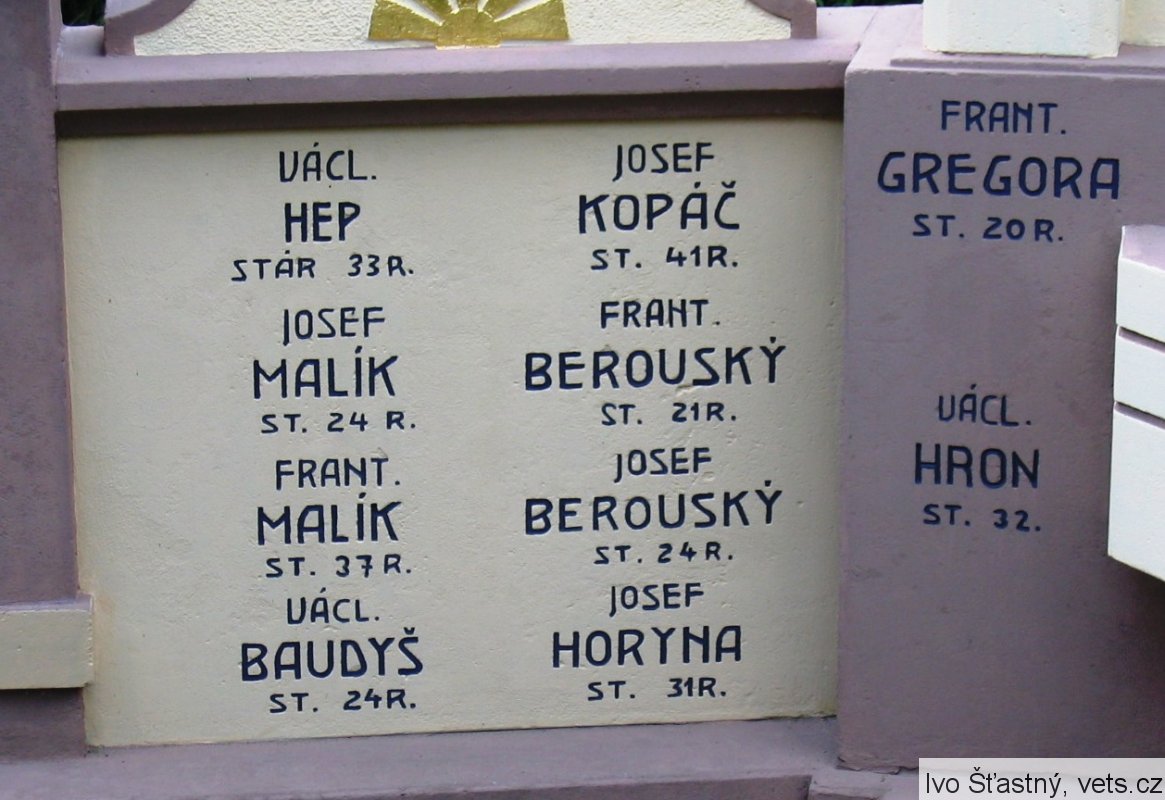 VÁCL.
HEP
STÁR 33R.
JOSEF
MALÍK
ST. 24 R.
FRANT.
MALÍK
ST. 37 R.
VÁCL.
BAUDYŠ
ST. 24R.
JOSEF
KOPÁČ
ST. 41R.
FRANT.
BEROUSKÝ
ST. 21R.
JOSEF
BEROUSKÝ
ST. 24R.
JOSEF
HORYNA
ST. 31R.
FRANT.
GREGORA
ST. 20R.
VÁCL.
HRON
ST. 32.
Ivo Šťastný, vets.cz